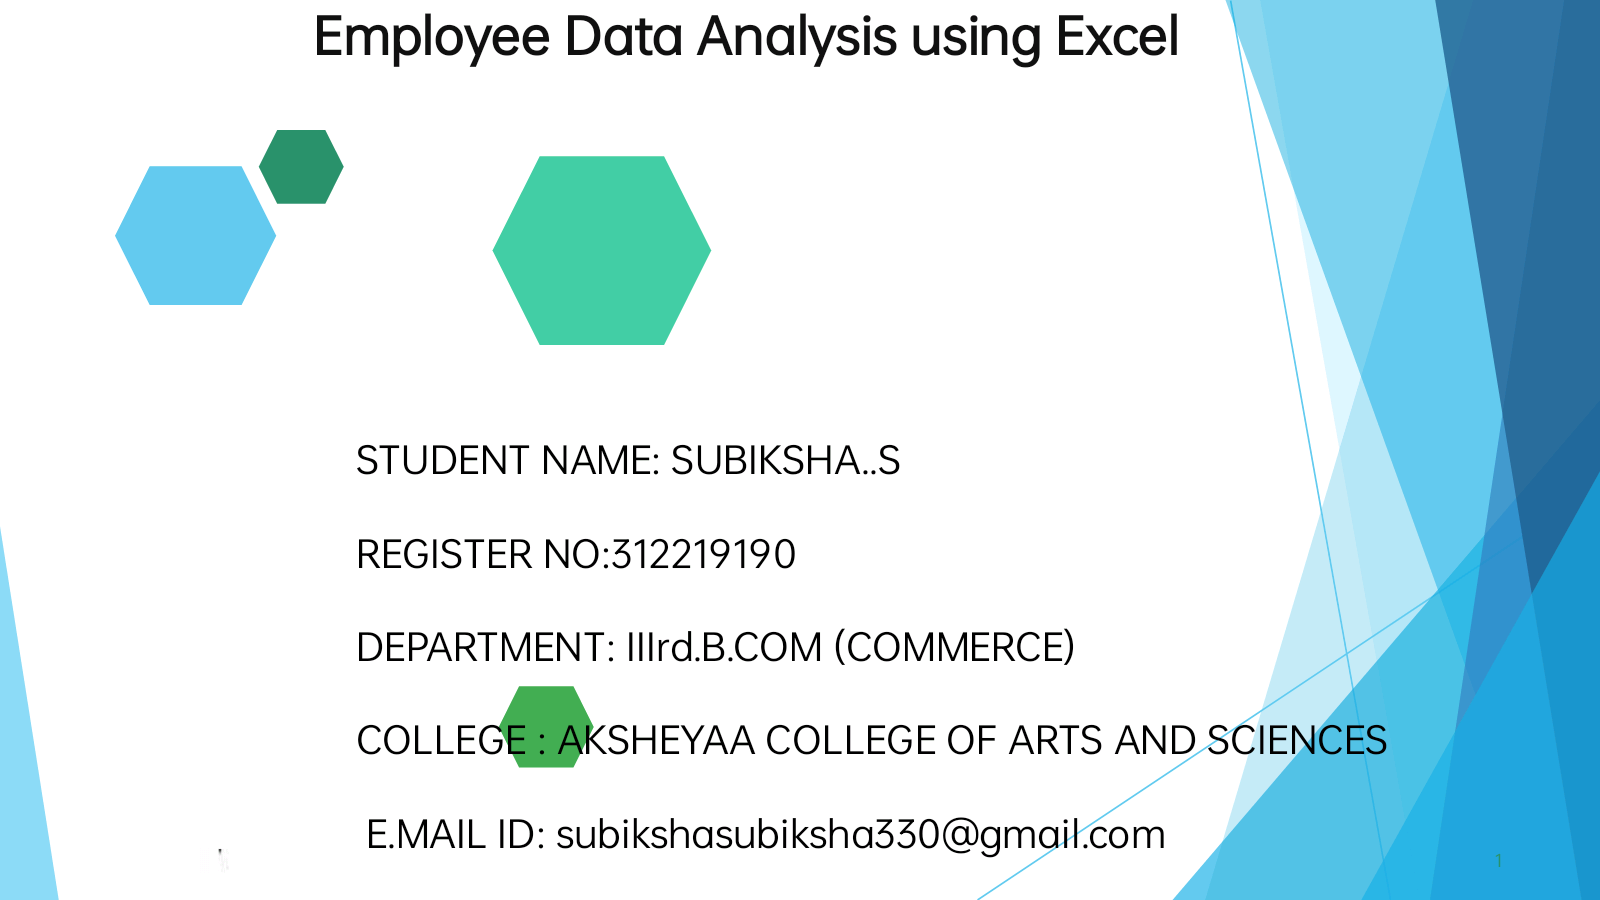 Employee Data Analysis using Excel
STUDENT NAME: SUBIKSHA..S
REGISTER NO:312219190
DEPARTMENT: IIIrd.B.COM (COMMERCE)
COLLEGE : AKSHEYAA COLLEGE OF ARTS AND SCIENCES
E.MAIL ID: subikshasubiksha330@gmail.com
1